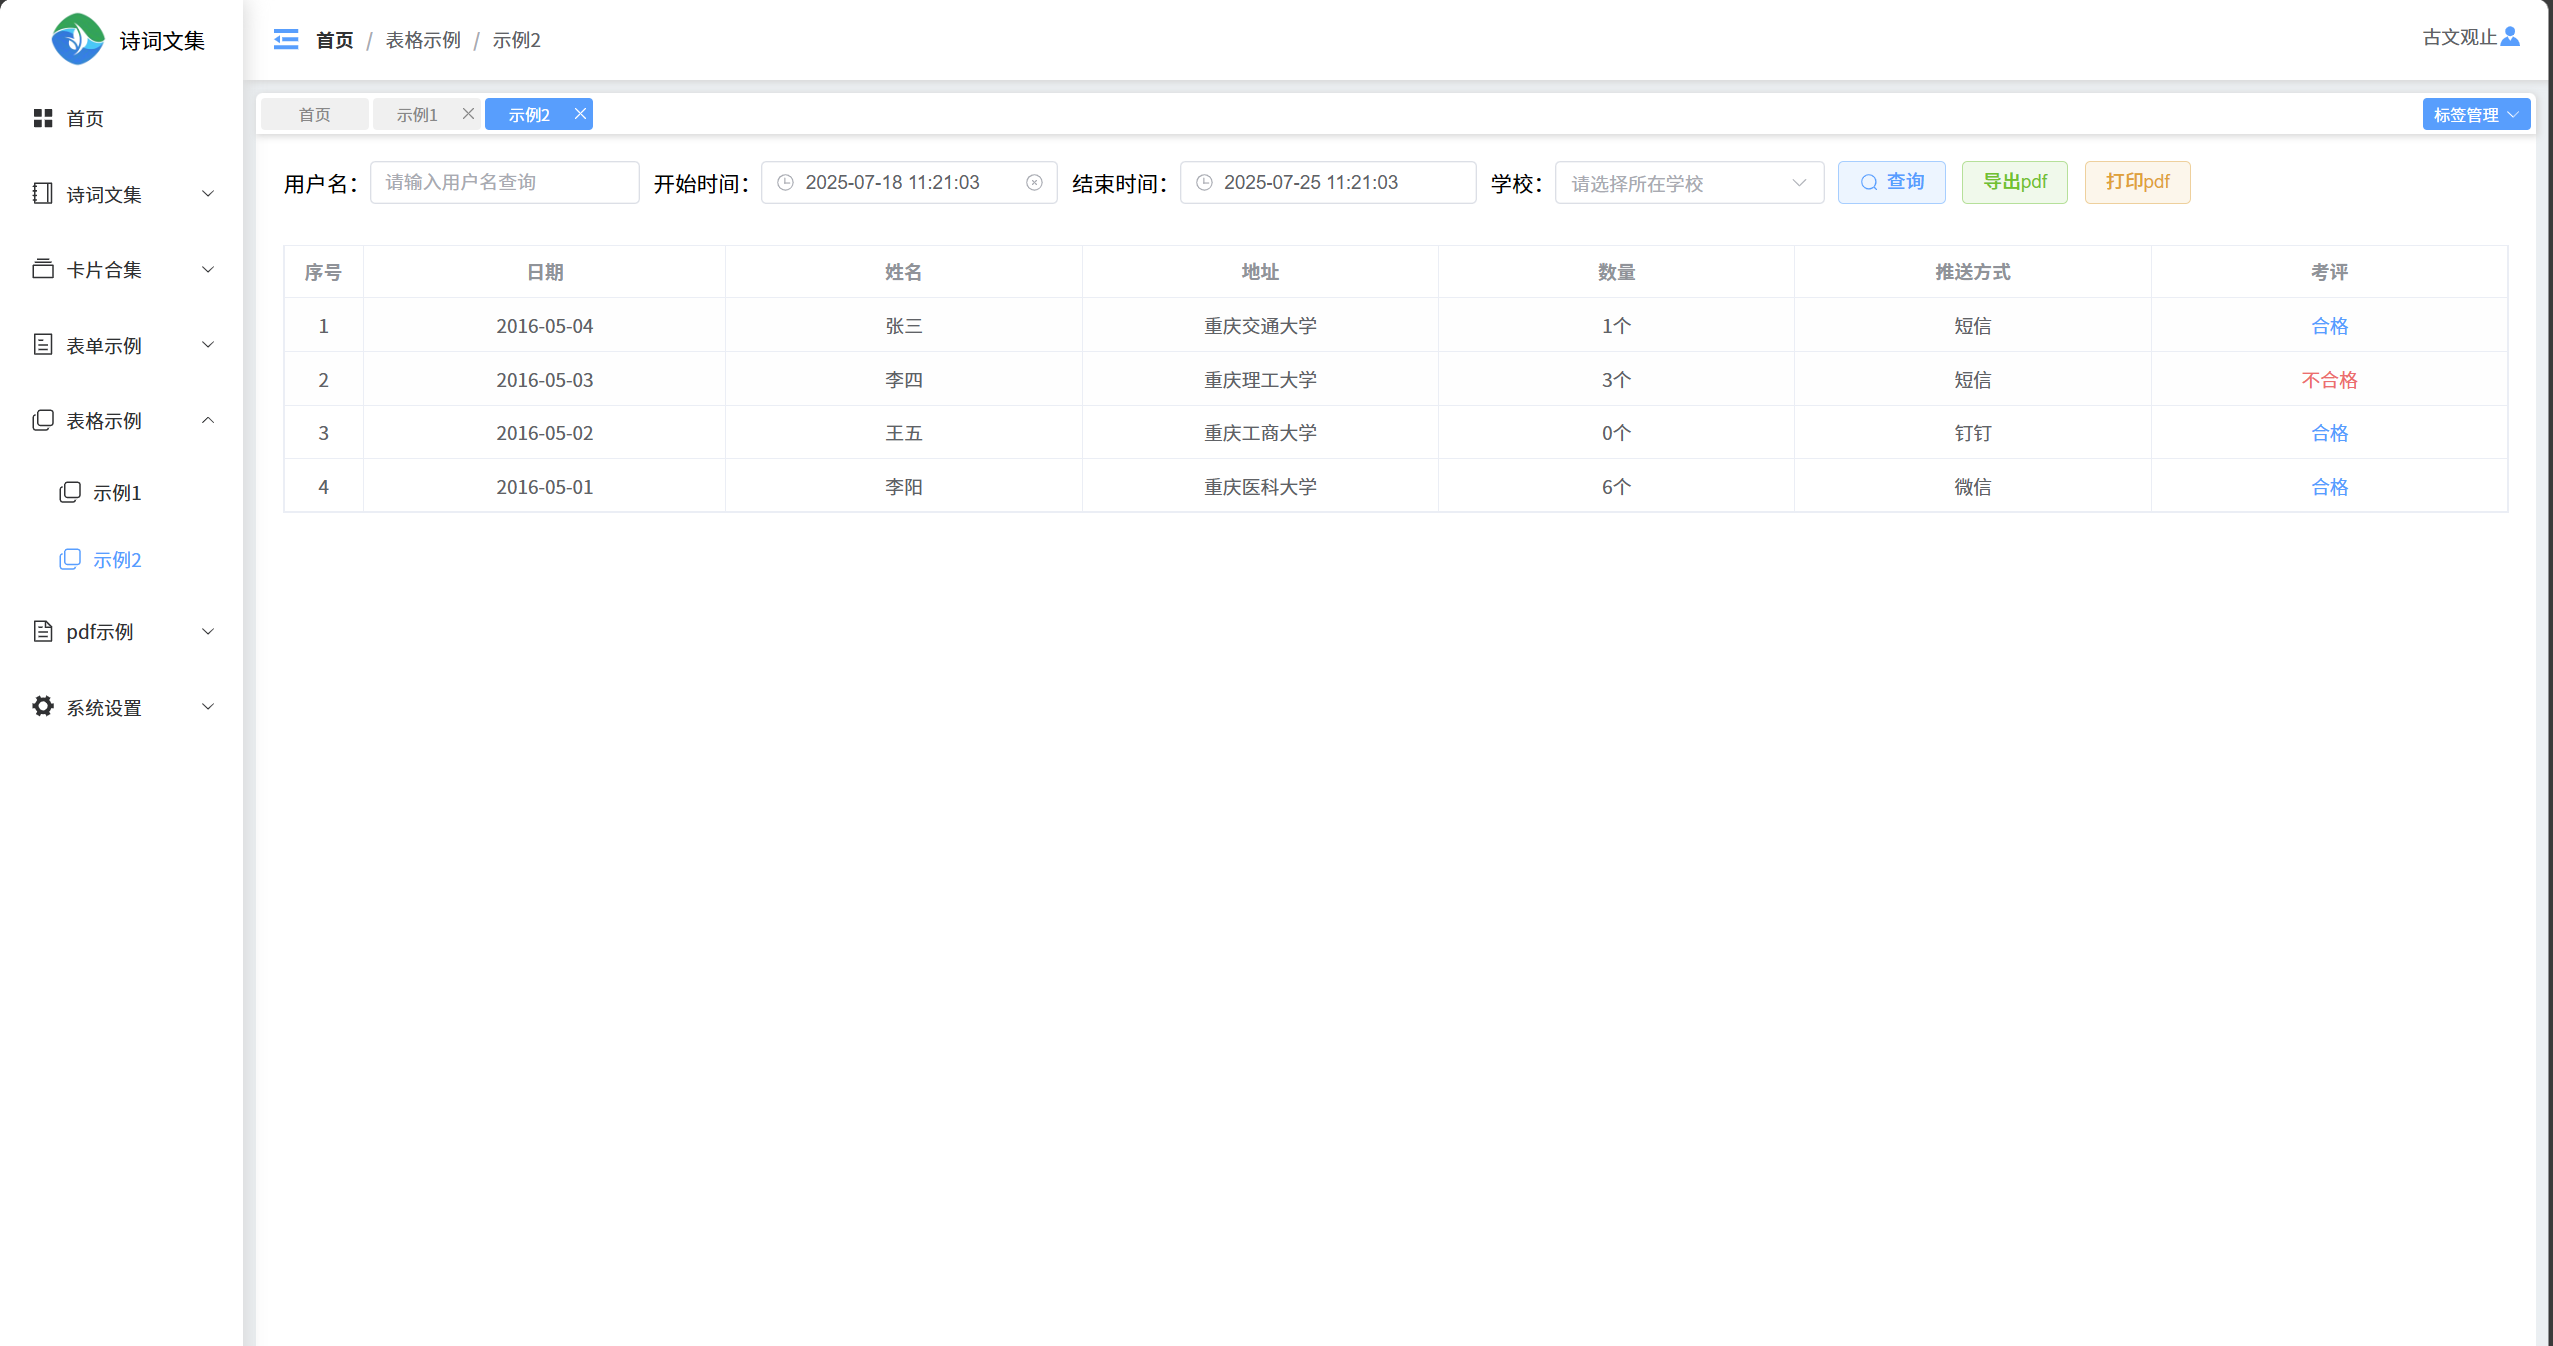 诗词文集
首页 / 表格示例 / 示例2
古文观止
首页
诗词文集
卡片合集
表单示例
表格示例
示例1
示例2
pdf示例
系统设置
首页 示例1 示例2 标签管理
用户名： 请输入用户名查询 开始时间： 2025-07-18 11:21:03 结束时间： 2025-07-25 11:21:03 学校： 请选择所在学校 查询 导出pdf 打印pdf
序号 日期 姓名 地址 数量 推送方式 考评
1 2016-05-04 张三 重庆交通大学 1个 短信 合格
2 2016-05-03 李四 重庆理工大学 3个 短信 不合格
3 2016-05-02 王五 重庆工商大学 0个 钉钉 合格
4 2016-05-01 李阳 重庆医科大学 6个 微信 合格